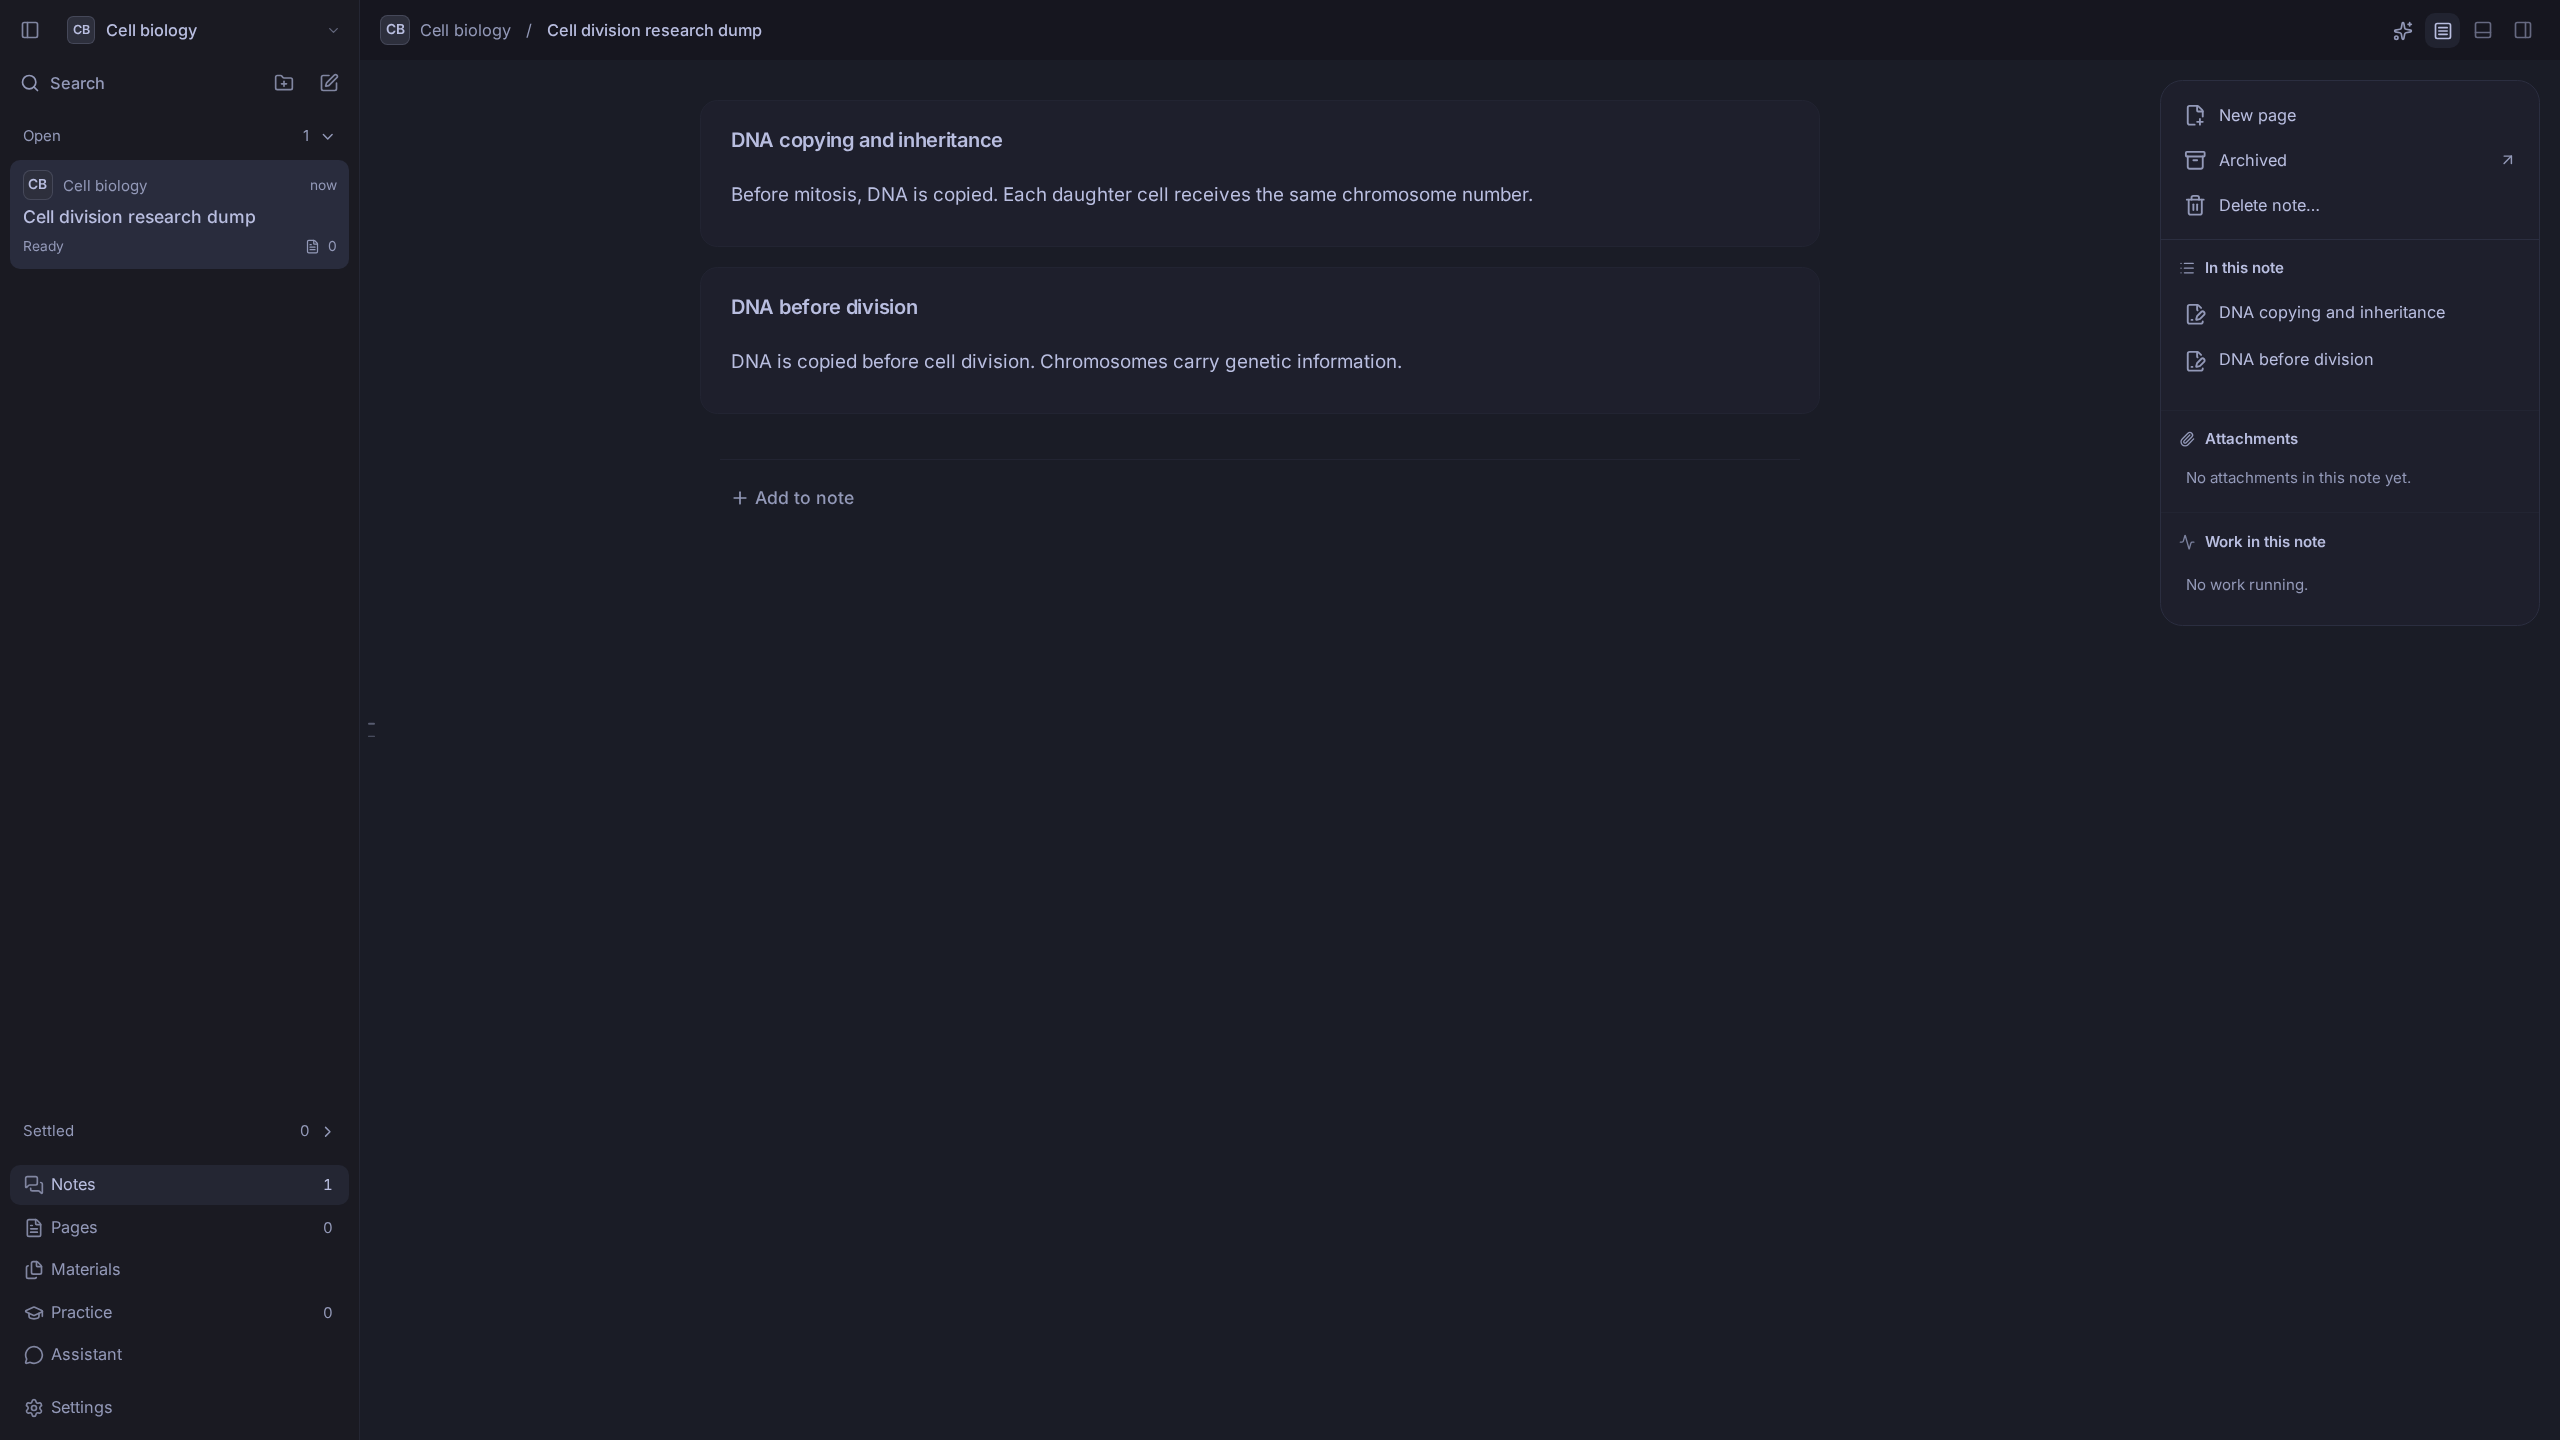 CB Cell biology
Search
Open 1
CB Cell biology now
Cell division research dump
Ready 0
Settled 0
Notes 1
Pages 0
Materials
Practice 0
Assistant
Settings
CB Cell biology / Cell division research dump
DNA copying and inheritance
Before mitosis, DNA is copied. Each daughter cell receives the same chromosome number.
DNA before division
DNA is copied before cell division. Chromosomes carry genetic information.
Add to note
New page
Archived
Delete note...
In this note
DNA copying and inheritance
DNA before division
Attachments
No attachments in this note yet.
Work in this note
No work running.